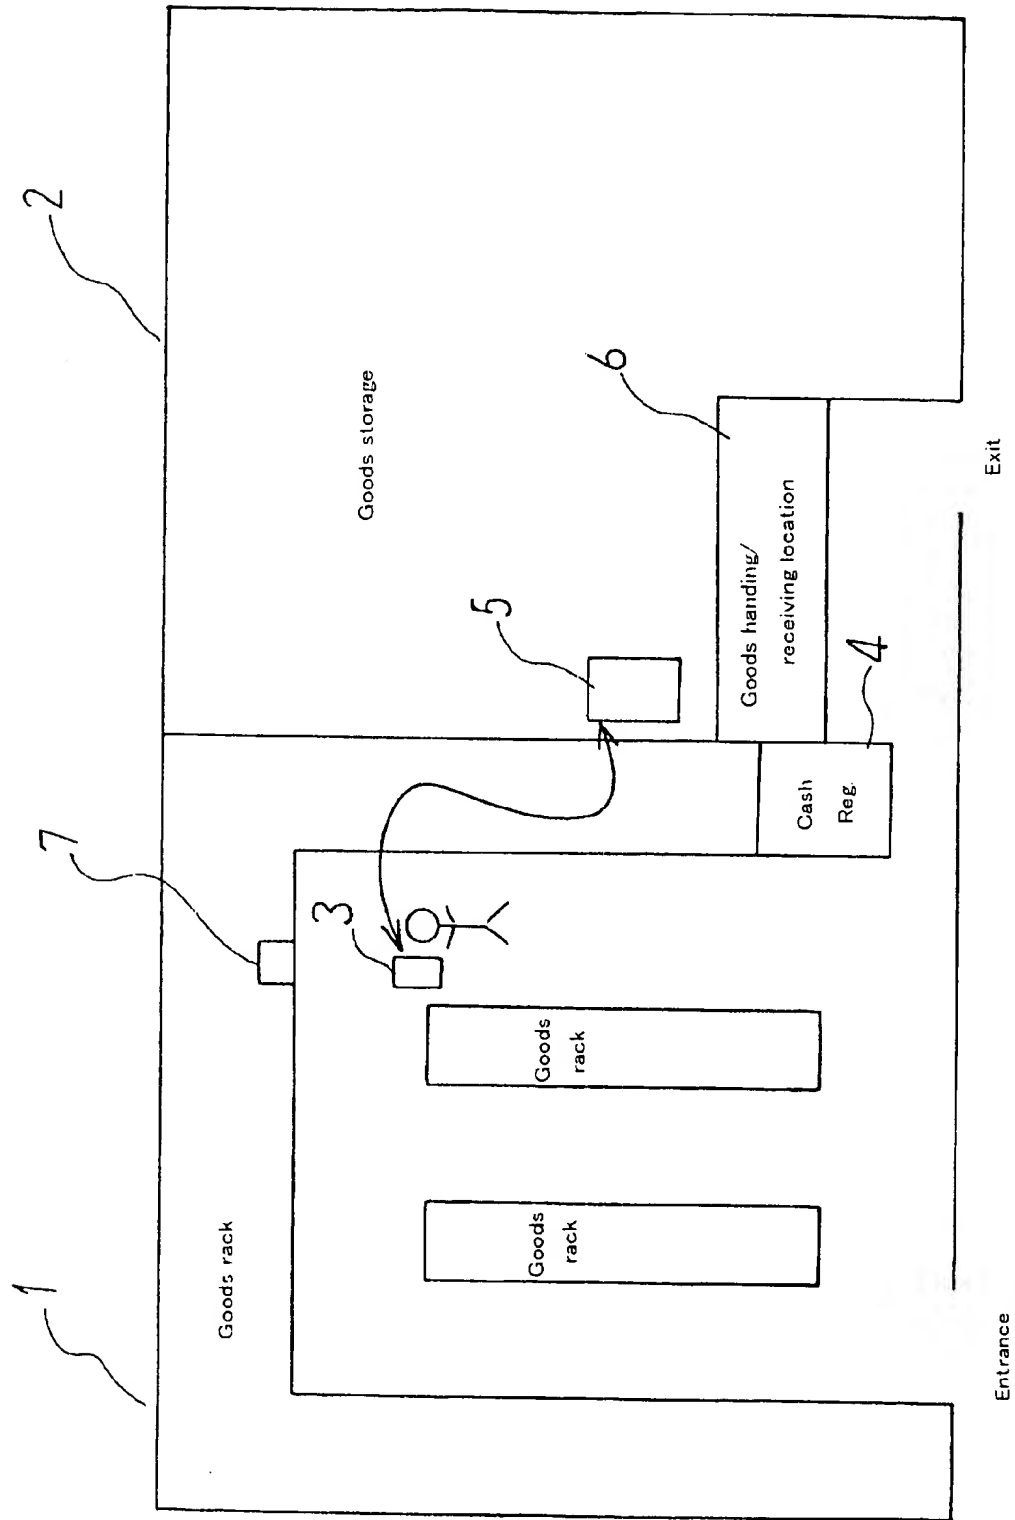 1
7
2
Goods rack
Goods storage
3
5
6
Goods
rack
Goods
rack
Goods handing/
receiving location
Cash
Reg.
4
Entrance
Exit